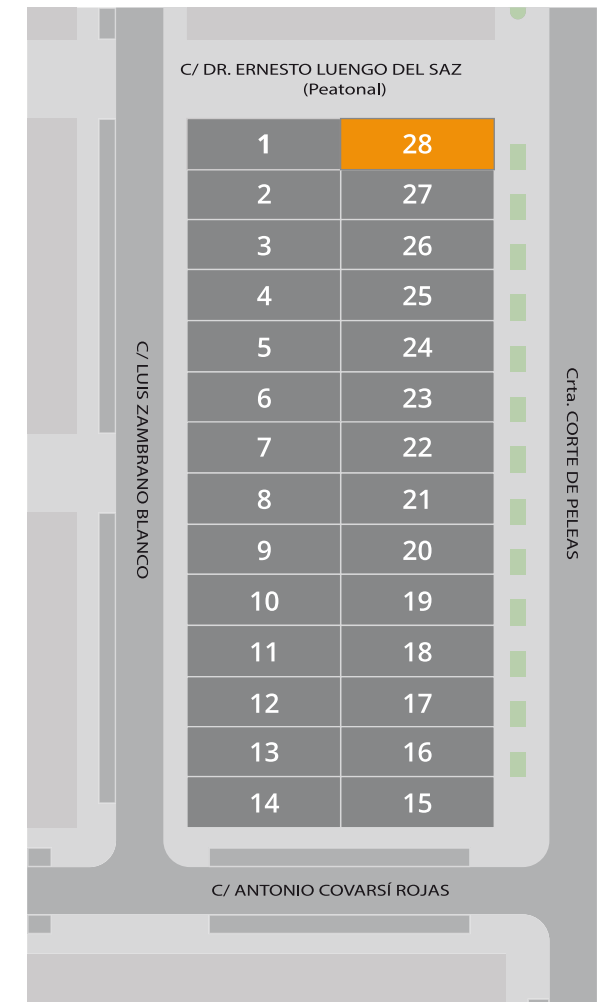 C/ DR. ERNESTO LUENGO DEL SAZ
(Peatonal)
1 28
2 27
3 26
4 25
5 24
6 23
7 22
8 21
9 20
10 19
11 18
12 17
13 16
14 15
C/ LUIS ZAMBRANO BLANCO
Crta. CORTE DE PELEAS
C/ ANTONIO COVARSÍ ROJAS